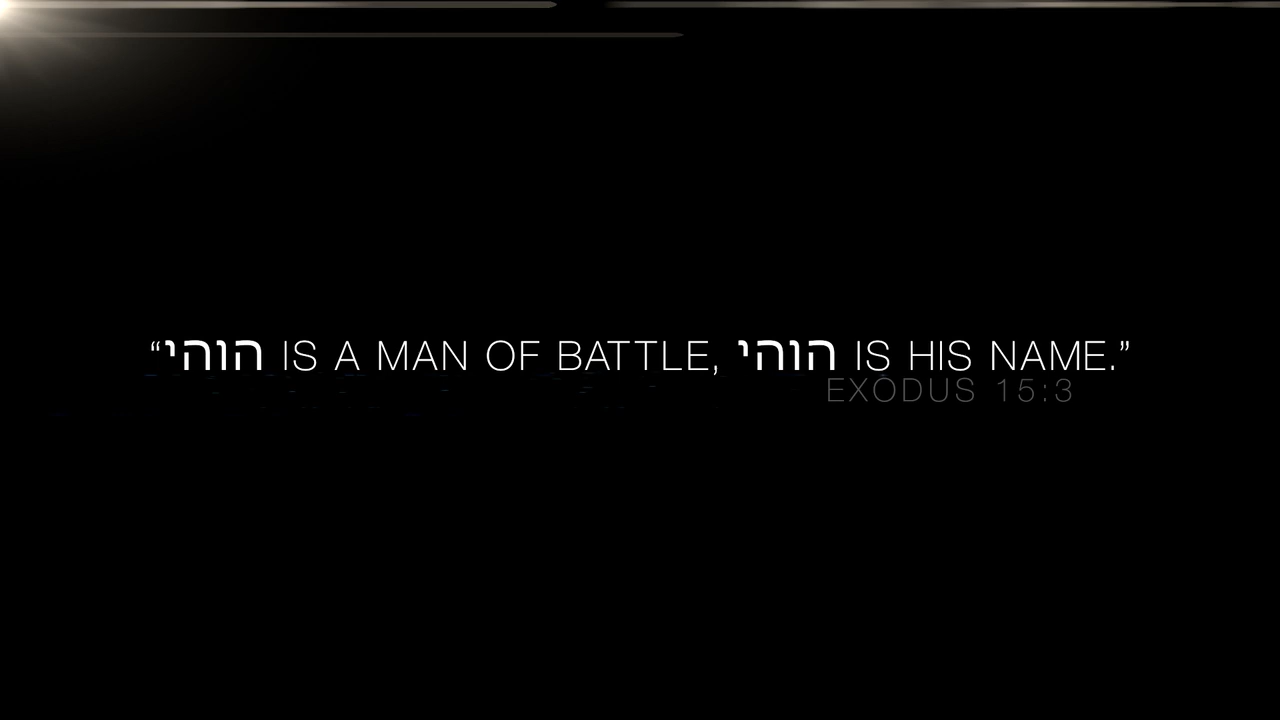 “הוהי IS A MAN OF BATTLE, הוהי IS HIS NAME.”
EXODUS 15:3